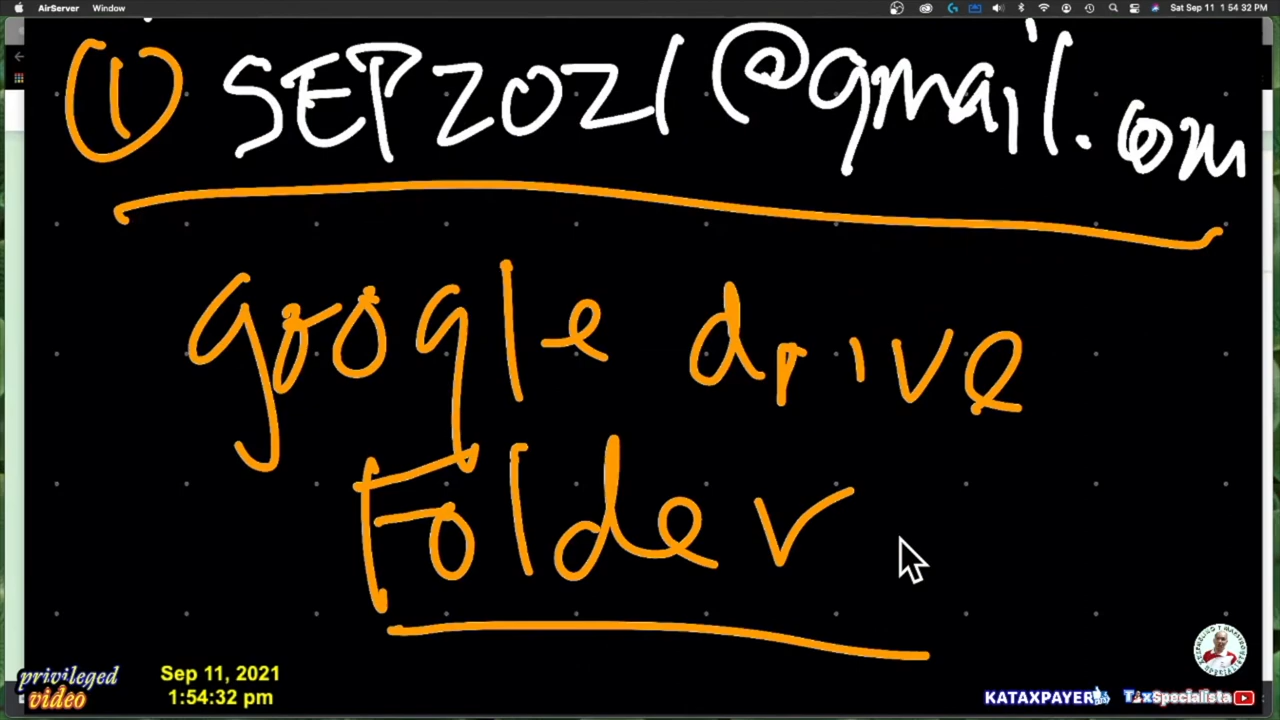 AirServer Window Sat Sep 11 1 54 32 PM
① SEP2021@gmail.com
google drive
Folder
privileged
video
Sep 11, 2021
1:54:32 pm
KATAXPAYER TaxSpecialista